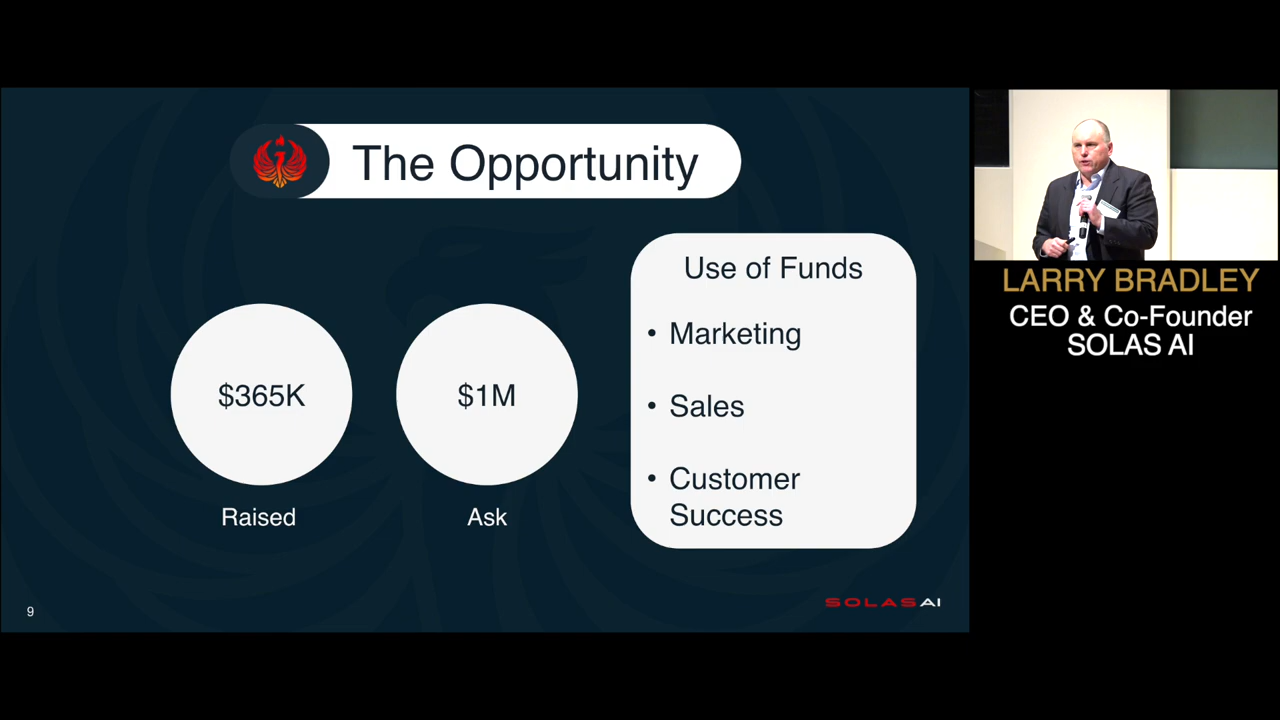 The Opportunity
$365K
Raised
$1M
Ask
Use of Funds
• Marketing
• Sales
• Customer
Success
9
SOLAS AI
LARRY BRADLEY
CEO & Co-Founder
SOLAS AI